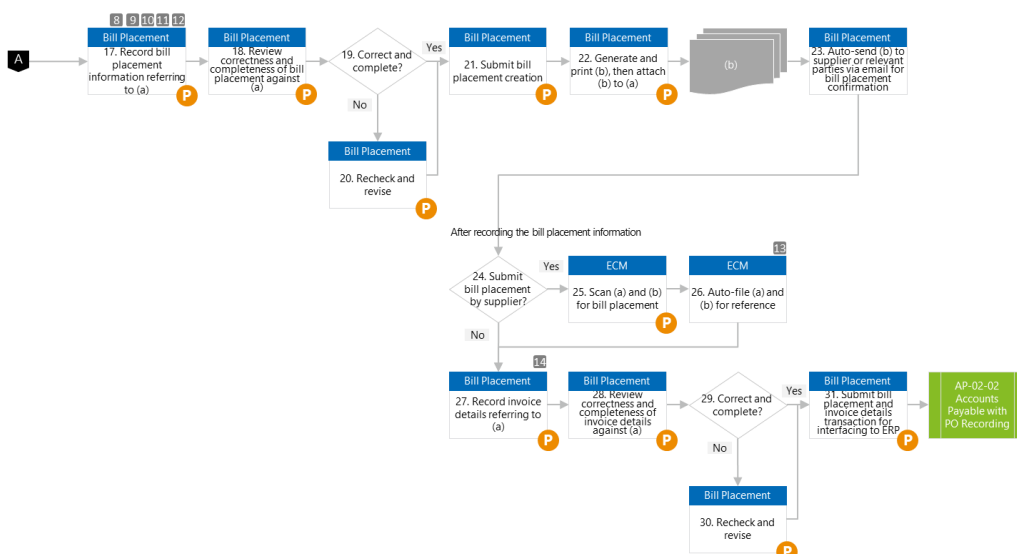 8 9 10 11 12
A
Bill Placement
17. Record bill
placement
information referring
to (a)
P
Bill Placement
18. Review
correctness and
completeness of bill
placement against
(a)
P
19. Correct and
complete?
Yes
No
Bill Placement
20. Recheck and
revise
P
Bill Placement
21. Submit bill
placement creation
P
Bill Placement
22. Generate and
print (b), then attach
(b) to (a)
P
(b)
Bill Placement
23. Auto-send (b) to
supplier or relevant
parties via email for
bill placement
confirmation
After recording the bill placement information
24. Submit
bill placement
by supplier?
Yes
No
ECM
25. Scan (a) and (b)
for bill placement
P
13
ECM
26. Auto-file (a) and
(b) for reference
14
Bill Placement
27. Record invoice
details referring to
(a)
P
Bill Placement
28. Review
correctness and
completeness of
invoice details
against (a)
P
29. Correct and
complete?
Yes
No
Bill Placement
30. Recheck and
revise
P
Bill Placement
31. Submit bill
placement and
invoice details
transaction for
interfacing to ERP
P
AP-02-02
Accounts
Payable with
PO Recording